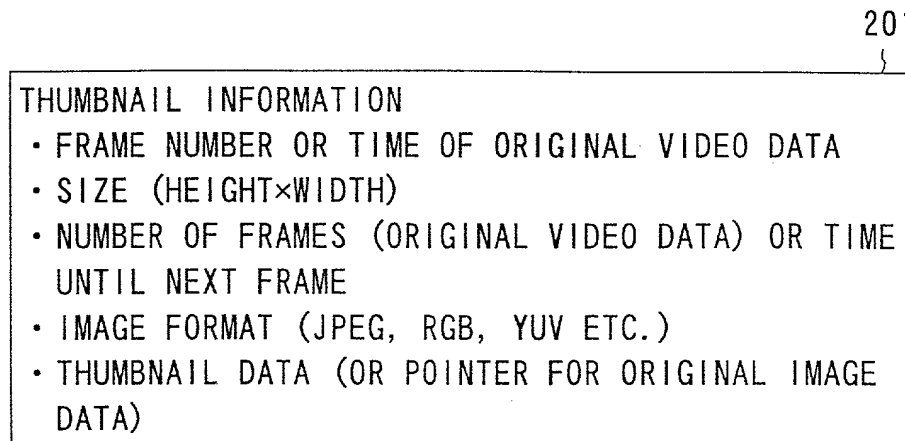 20
THUMBNAIL INFORMATION
・FRAME NUMBER OR TIME OF ORIGINAL VIDEO DATA
・SIZE (HEIGHT×WIDTH)
・NUMBER OF FRAMES (ORIGINAL VIDEO DATA) OR TIME
UNTIL NEXT FRAME
・IMAGE FORMAT (JPEG, RGB, YUV ETC.)
・THUMBNAIL DATA (OR POINTER FOR ORIGINAL IMAGE
DATA)